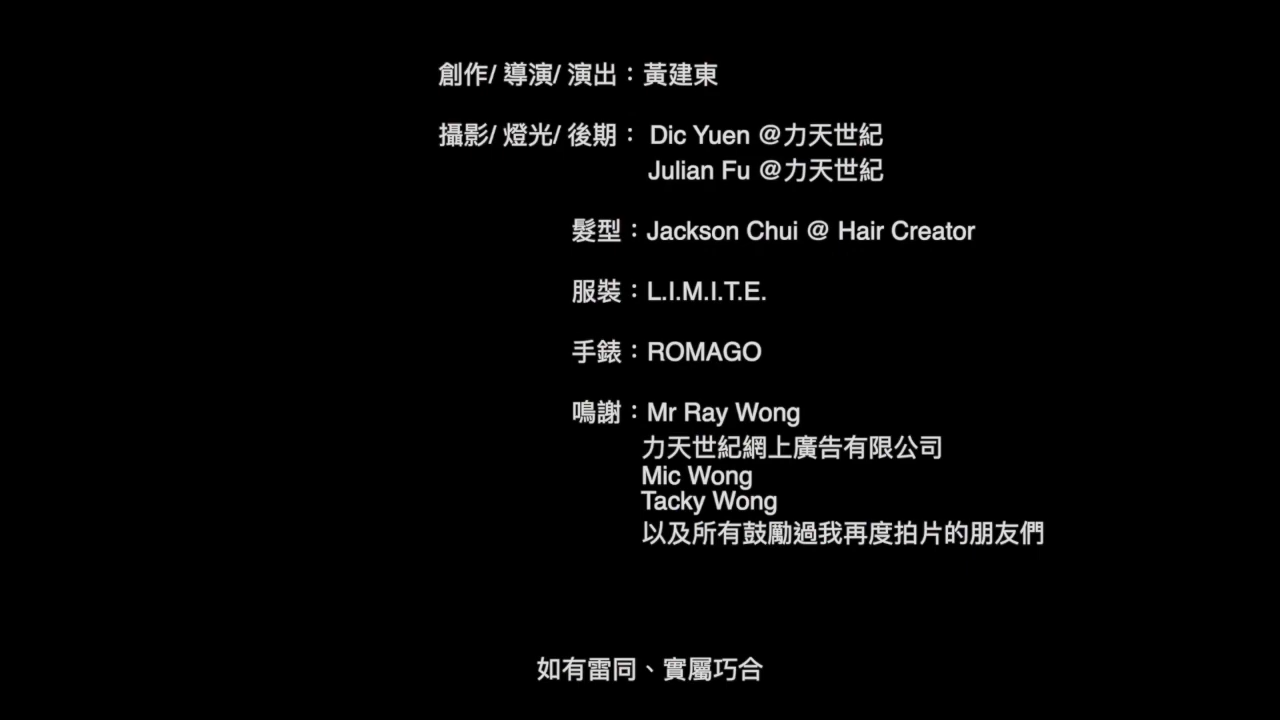 創作/ 導演/ 演出：黃建東
攝影/ 燈光/ 後期： Dic Yuen @力天世紀
Julian Fu @力天世紀
髮型：Jackson Chui @ Hair Creator
服裝：L.I.M.I.T.E.
手錶：ROMAGO
鳴謝：Mr Ray Wong
力天世紀網上廣告有限公司
Mic Wong
Tacky Wong
以及所有鼓勵過我再度拍片的朋友們
如有雷同、實屬巧合